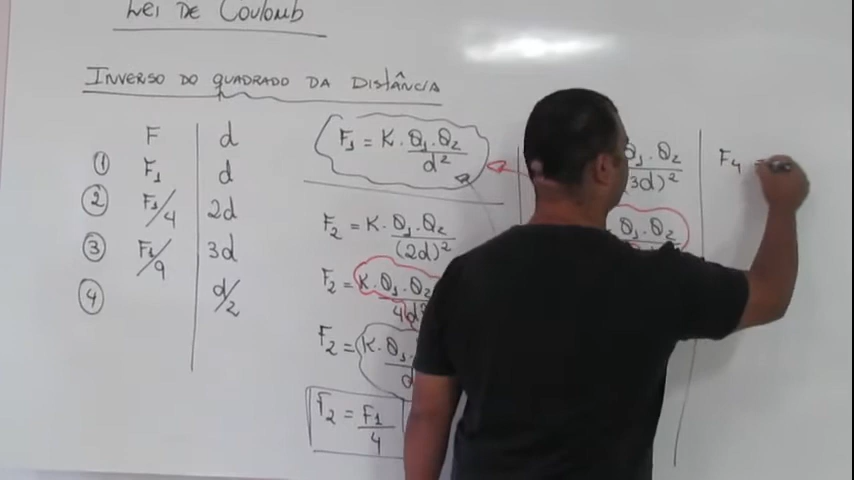 Lei de Coulomb
Inverso do quadrado da Distância
F d
1 F₁ d
2 F₁/4 2d
3 F₁/9 3d
4 d/2
F₁ = K · Q₁ · Q₂ / d²
F₂ = K · Q₁ · Q₂ / (2d)²
F₂ = K · Q₁ · Q₂ / 4d²
F₂ = K · Q₁ · / d
F₂ = F₁ / 4
Q₁ · Q₂ / (3d)²
Q₁ · Q₂
F₄ =